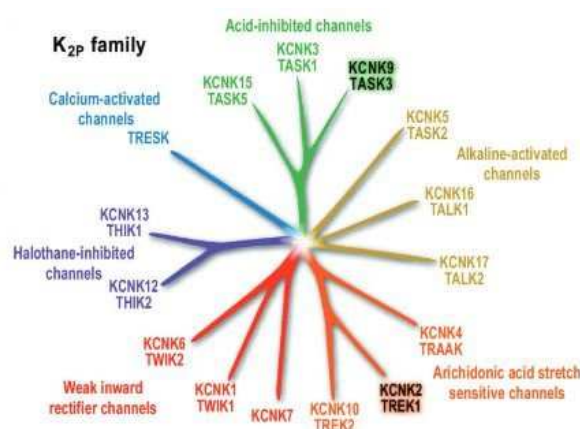 K2P family
Acid-inhibited channels
KCNK3
TASK1
KCNK9
TASK3
KCNK15
TASK5
Calcium-activated
channels
TRESK
KCNK5
TASK2
Alkaline-activated
channels
KCNK16
TALK1
KCNK13
THIK1
Halothane-inhibited
channels
KCNK12
THIK2
KCNK17
TALK2
KCNK4
TRAAK
KCNK6
TWIK2
Weak inward
rectifier channels
KCNK1
TWIK1
KCNK7
KCNK10
TREK2
KCNK2
TREK1
Arichidonic acid stretch
sensitive channels